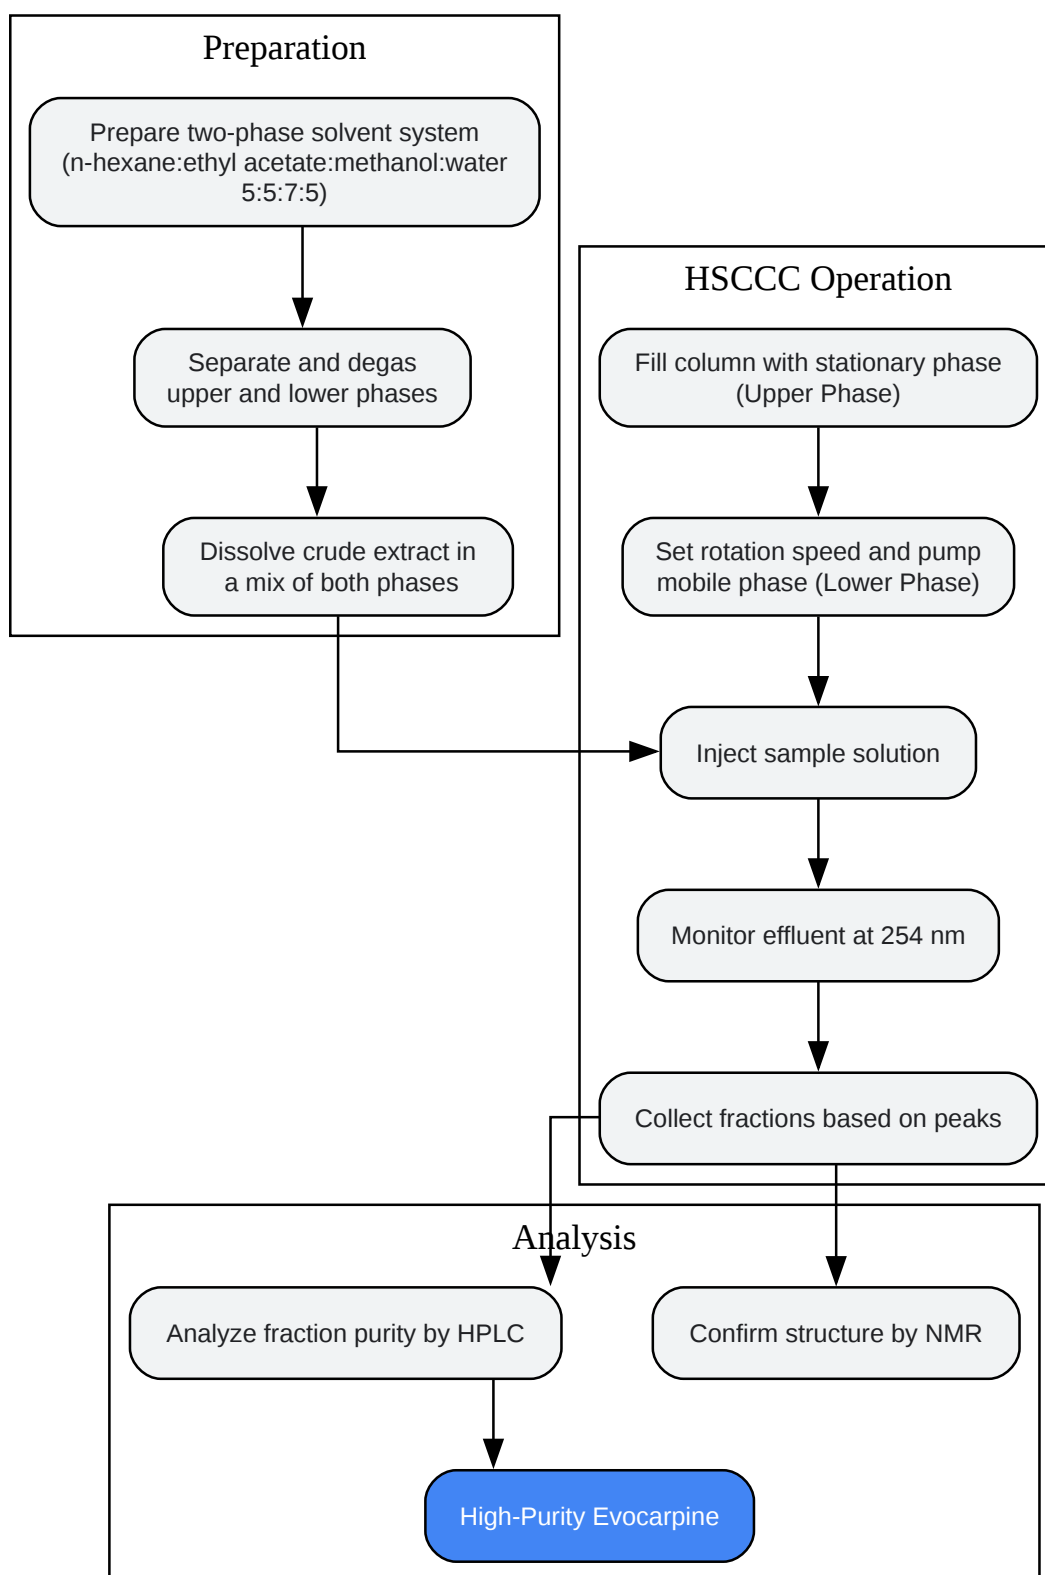 Preparation
Prepare two-phase solvent system
(n-hexane:ethyl acetate:methanol:water
5:5:7:5)
Separate and degas
upper and lower phases
Dissolve crude extract in
a mix of both phases
HSCCC Operation
Fill column with stationary phase
(Upper Phase)
Set rotation speed and pump
mobile phase (Lower Phase)
Inject sample solution
Monitor effluent at 254 nm
Collect fractions based on peaks
Analysis
Analyze fraction purity by HPLC
Confirm structure by NMR
High-Purity Evocarpine